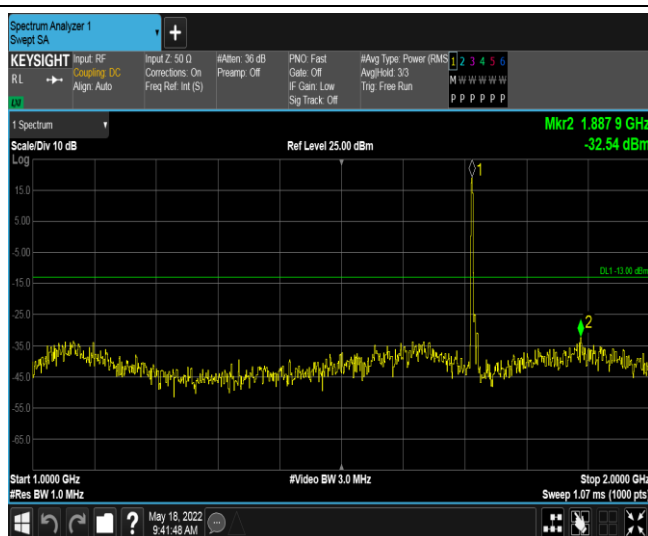 Spectrum Analyzer 1
Swept SA
+
KEYSIGHT
RL
Input: RF
Coupling: DC
Align: Auto
Input Z: 50 Ω
Corrections: On
Freq Ref: Int (S)
#Atten: 36 dB
Preamp: Off
PNO: Fast
Gate: Off
IF Gain: Low
Sig Track: Off
#Avg Type: Power (RMS
Avg|Hold: 3/3
Trig: Free Run
1 2 3 4 5 6
M W W W W W
P P P P P P
1 Spectrum
Mkr2 1.887 9 GHz
Scale/Div 10 dB
Ref Level 25.00 dBm
-32.54 dBm
Log
1
15.0
5.00
-5.00
DL1 -13.00 dBm
-15.0
-25.0
2
-35.0
-45.0
-55.0
-65.0
Start 1.0000 GHz
#Video BW 3.0 MHz
Stop 2.0000 GHz
#Res BW 1.0 MHz
Sweep 1.07 ms (1000 pts)
?
May 18, 2022
9:41:48 AM